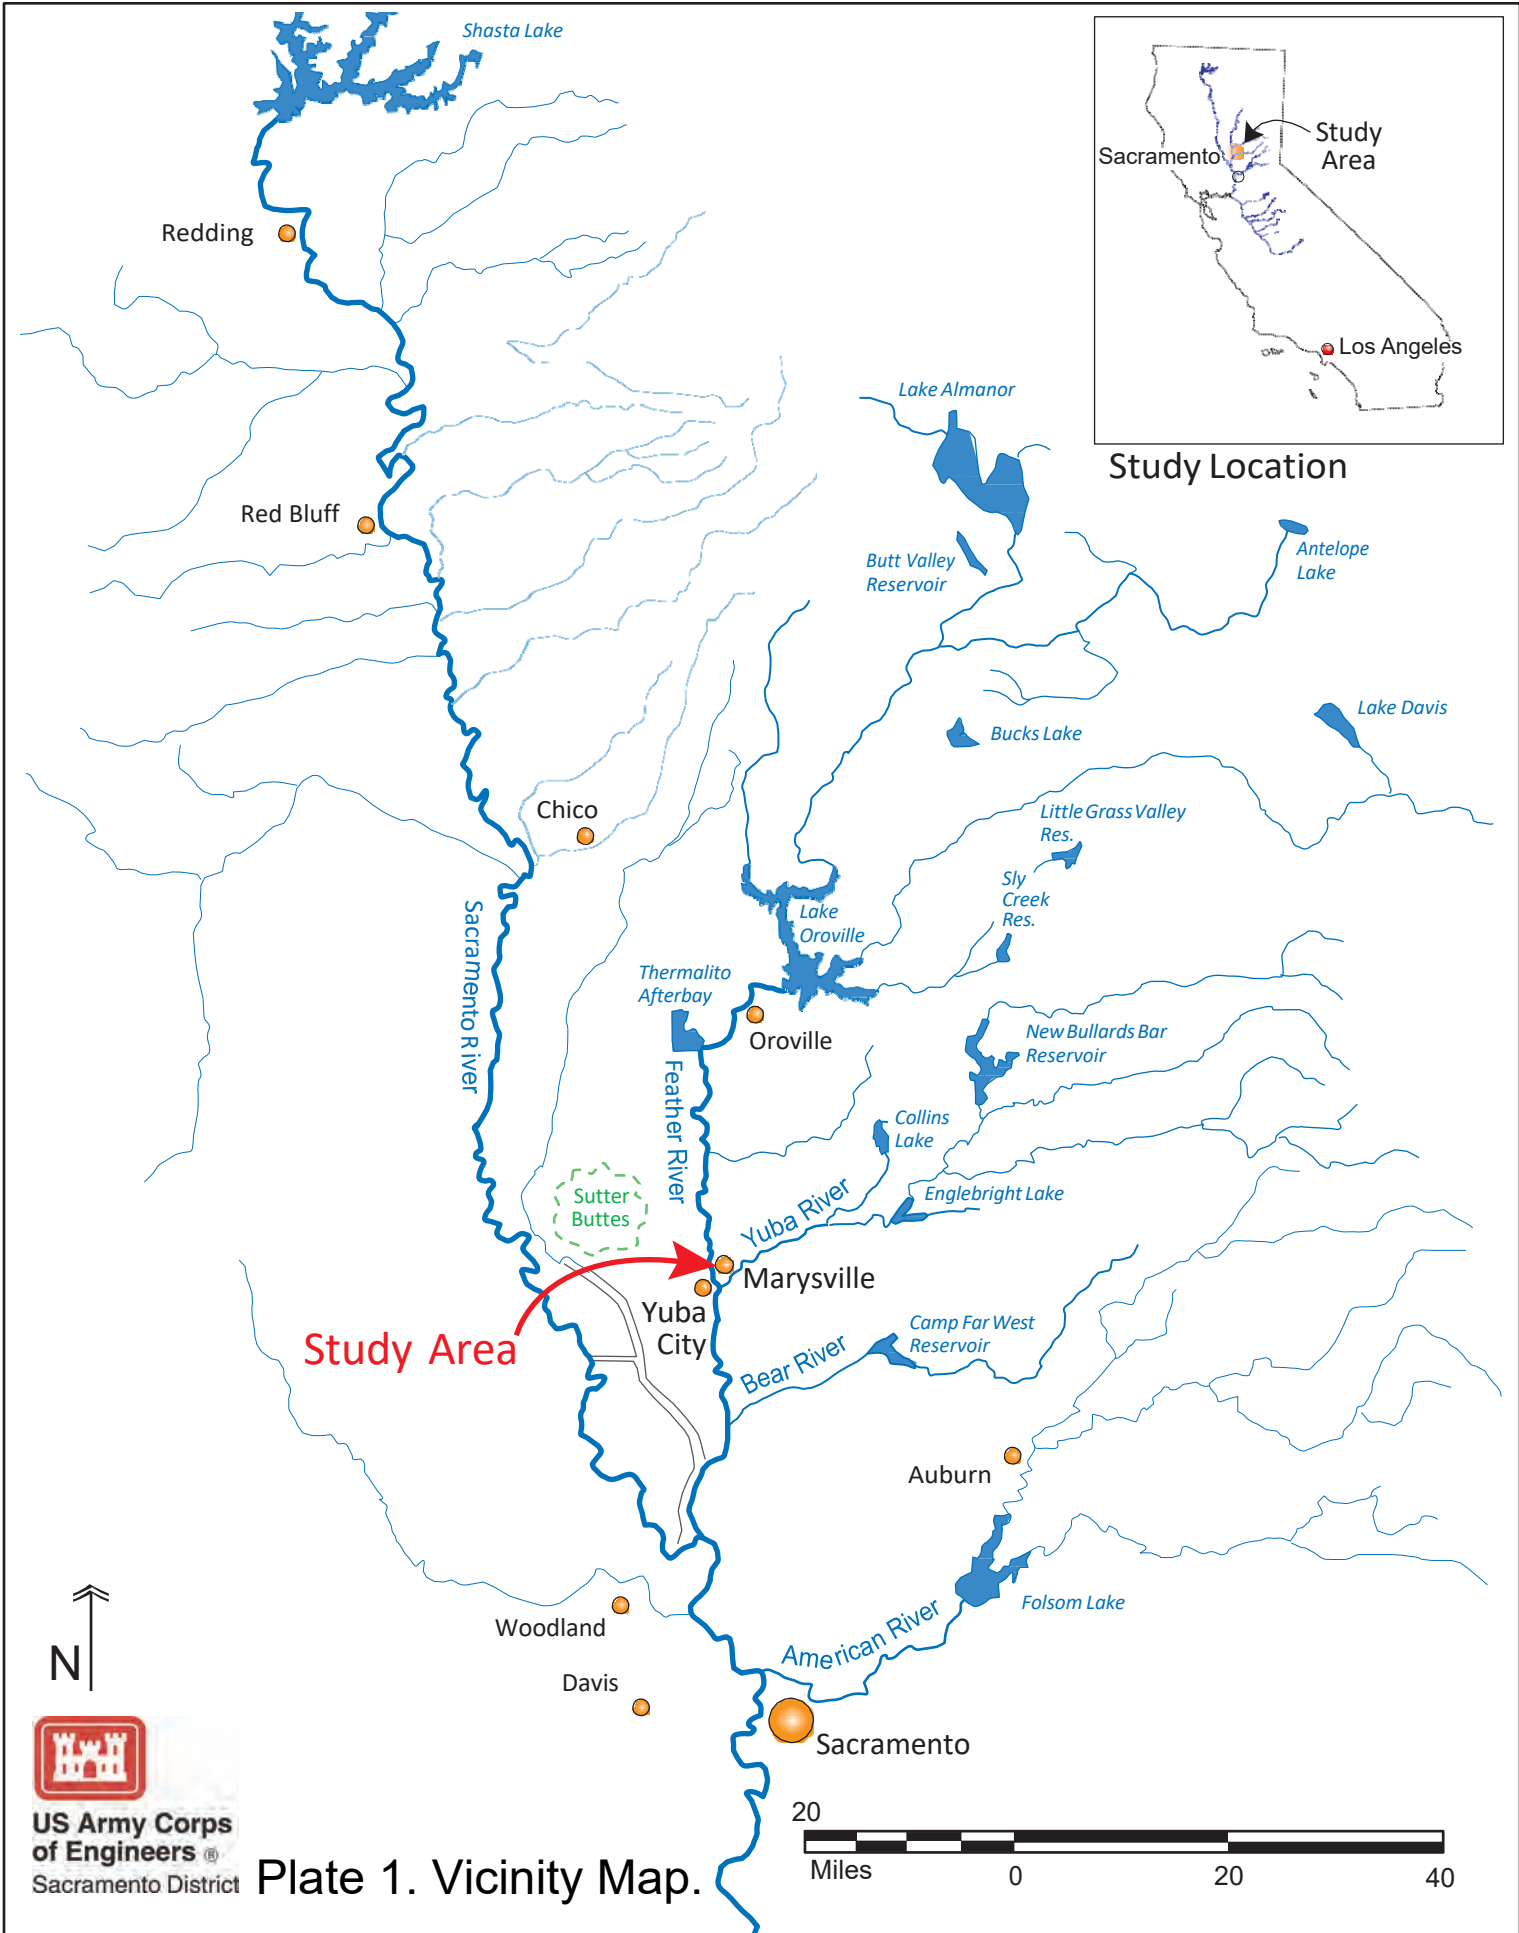 Shasta Lake
Study
Area
Sacramento
Redding
Los Angeles
Lake Almanor
Study Location
Red Bluff
Antelope
Lake
Butt Valley
Reservoir
Lake Davis
Bucks Lake
Chico
Little Grass Valley
Res.
Sly
Creek
Res.
Sacramento River
Lake
Oroville
Thermalito
Afterbay
Oroville
New Bullards Bar
Reservoir
Feather River
Collins
Lake
Sutter
Buttes
Yuba River
Englebright Lake
Marysville
Yuba
City
Study Area
Bear River
Camp Far West
Reservoir
Auburn
Folsom Lake
Woodland
American River
N
Davis
Sacramento
US Army Corps
of Engineers ®
Sacramento District
Plate 1. Vicinity Map.
20
Miles 0 20 40